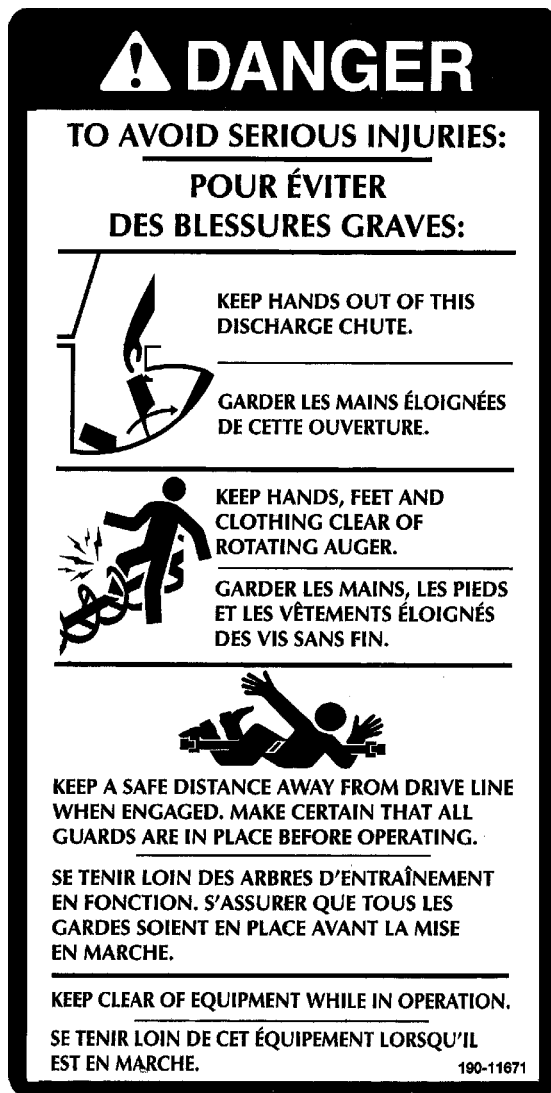 DANGER
TO AVOID SERIOUS INJURIES:
POUR ÉVITER
DES BLESSURES GRAVES:
KEEP HANDS OUT OF THIS
DISCHARGE CHUTE.
GARDER LES MAINS ÉLOIGNÉES
DE CETTE OUVERTURE.
KEEP HANDS, FEET AND
CLOTHING CLEAR OF
ROTATING AUGER.
GARDER LES MAINS, LES PIEDS
ET LES VÊTEMENTS ÉLOIGNÉS
DES VIS SANS FIN.
KEEP A SAFE DISTANCE AWAY FROM DRIVE LINE
WHEN ENGAGED. MAKE CERTAIN THAT ALL
GUARDS ARE IN PLACE BEFORE OPERATING.
SE TENIR LOIN DES ARBRES D'ENTRAÎNEMENT
EN FONCTION. S'ASSURER QUE TOUS LES
GARDES SOIENT EN PLACE AVANT LA MISE
EN MARCHE.
KEEP CLEAR OF EQUIPMENT WHILE IN OPERATION.
SE TENIR LOIN DE CET ÉQUIPEMENT LORSQU'IL
EST EN MARCHE.
190-11671